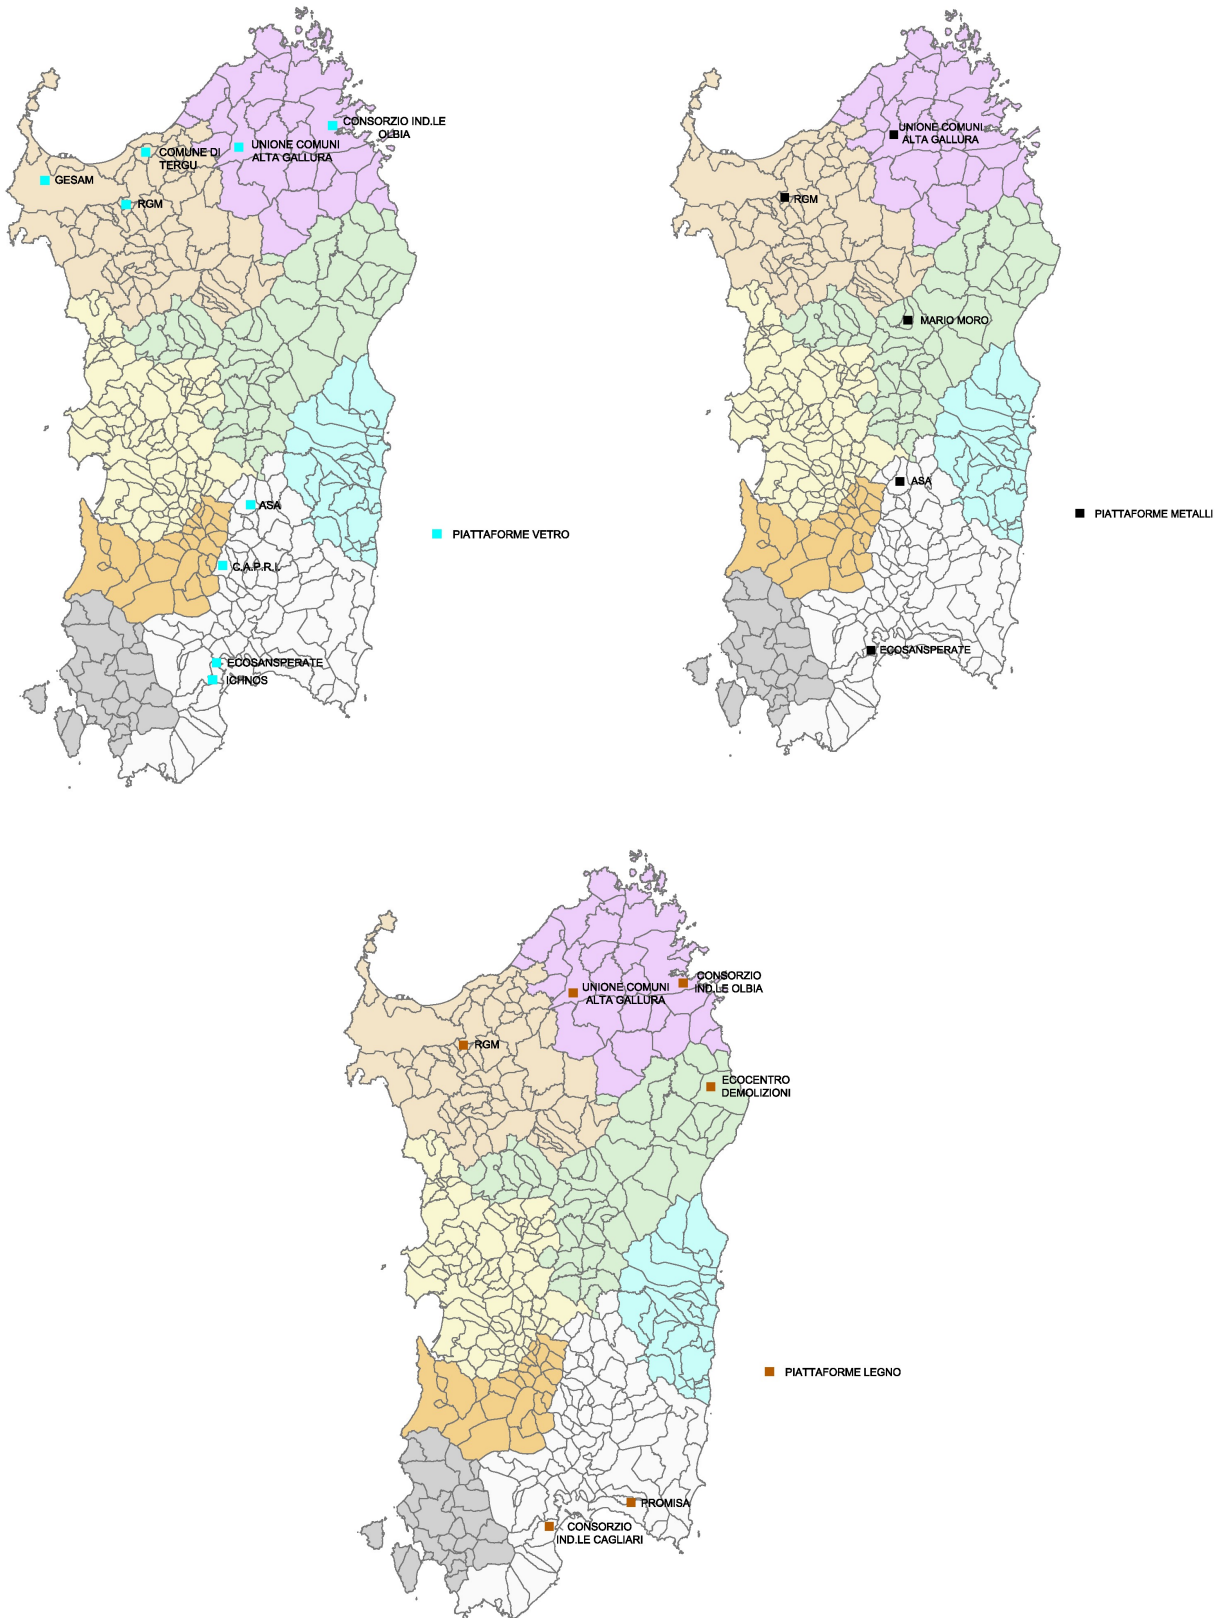 CONSORZIO IND.LE
OLBIA
UNIONE COMUNI
ALTA GALLURA
COMUNE DI
TERGU
GESAM
RGM
ASA
C.A.P.R.I.
ECOSANSPERATE
ICHNOS
PIATTAFORME VETRO
UNIONE COMUNI
ALTA GALLURA
RGM
MARIO MORO
ASA
ECOSANSPERATE
PIATTAFORME METALLI
CONSORZIO
IND.LE OLBIA
UNIONE COMUNI
ALTA GALLURA
RGM
ECOCENTRO
DEMOLIZIONI
PROMISA
CONSORZIO
IND.LE CAGLIARI
PIATTAFORME LEGNO